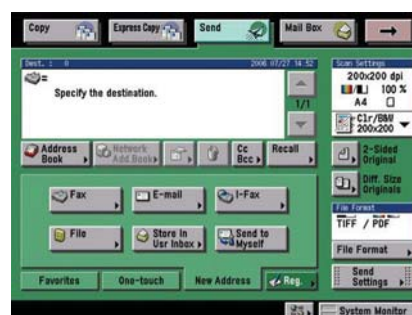 Copy
Express Copy
Send
Mail Box
Dest. : 0
2006 07/27 14:52
Specify the destination.
1/1
Address Book
Network Add.Book
Cc Bcc
Recall
Fax
E-mail
I-Fax
File
Store In Usr Inbox
Send to Myself
Favorites
One-touch
New Address
Reg.
Scan Settings
200x200 dpi
100 %
A4
Clr/B&W 200x200
2-Sided Original
Diff. Size Originals
File Format
TIFF / PDF
File Format
Send Settings
System Monitor